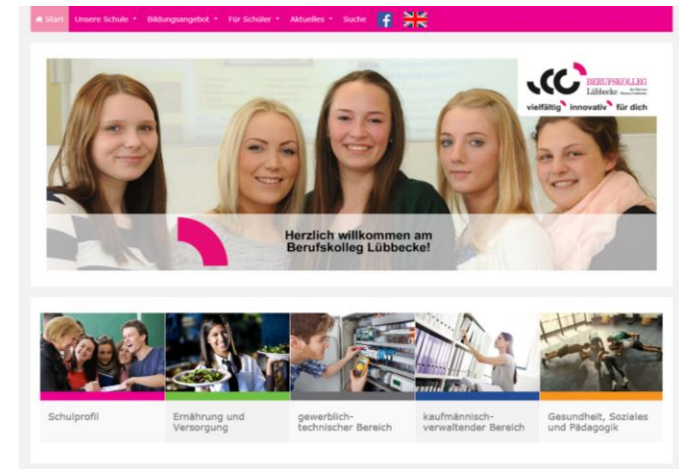 Start Unsere Schule Bildungsangebot Für Schüler Aktuelles Suche f
BERUFSKOLLEG
Lübbecke
vielfältig innovativ für dich
Herzlich willkommen am
Berufskolleg Lübbecke!
Schulprofil
Ernährung und
Versorgung
gewerblich-
technischer Bereich
kaufmännisch-
verwaltender Bereich
Gesundheit, Soziales
und Pädagogik